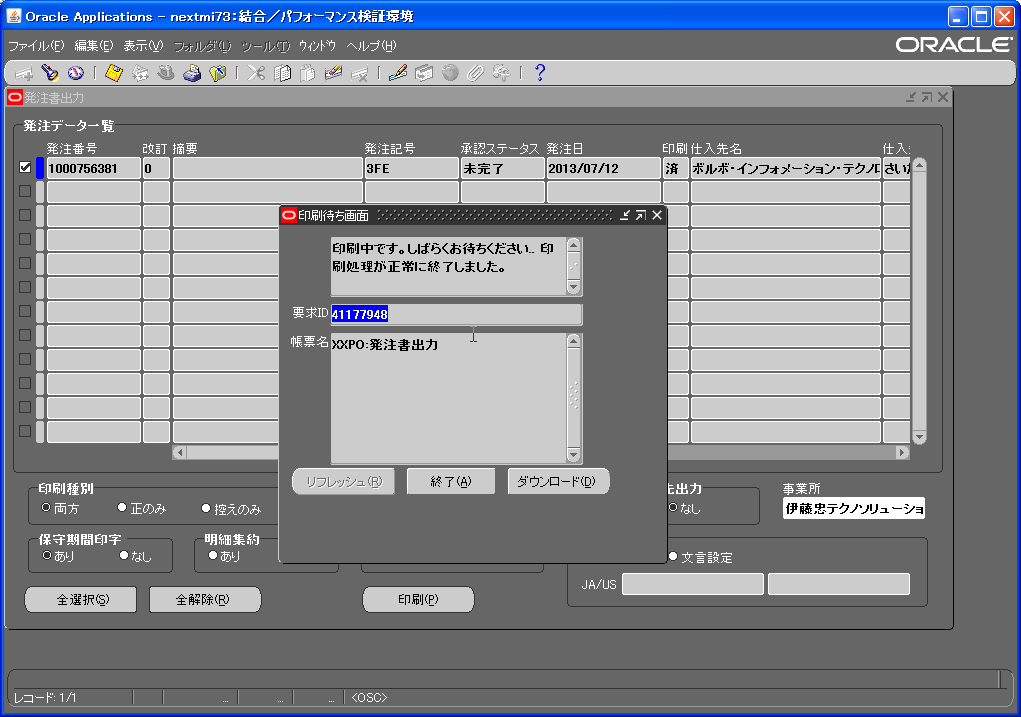 Oracle Applications - nextmi73:結合／パフォーマンス検証環境
ファイル(F) 編集(E) 表示(V) フォルダ(L) ツール(T) ウィンドウ ヘルプ(H)
ORACLE
発注書出力
発注データ一覧
発注番号 改訂 摘要 発注記号 承認ステータス 発注日 印刷 仕入先名
1000756381 0 3FE 未完了 2013/07/12 済 ボルボ・インフォメーション・テクノロ
印刷待ち画面
印刷中です。しばらくお待ちください.. 印
刷処理が正常に終了しました。
要求ID 41177948
帳票名 XXPO:発注書出力
リフレッシュ(R) 終了(A) ダウンロード(D)
印刷種別 先出力 事業所
両方 正のみ 控えのみ なし 伊藤忠テクノソリューショ
保守期間印字 明細集約
あり なし あり 文言設定
JA/US
全選択(S) 全解除(R) 印刷(P)
レコード: 1/1 ... ... ... <OSC>